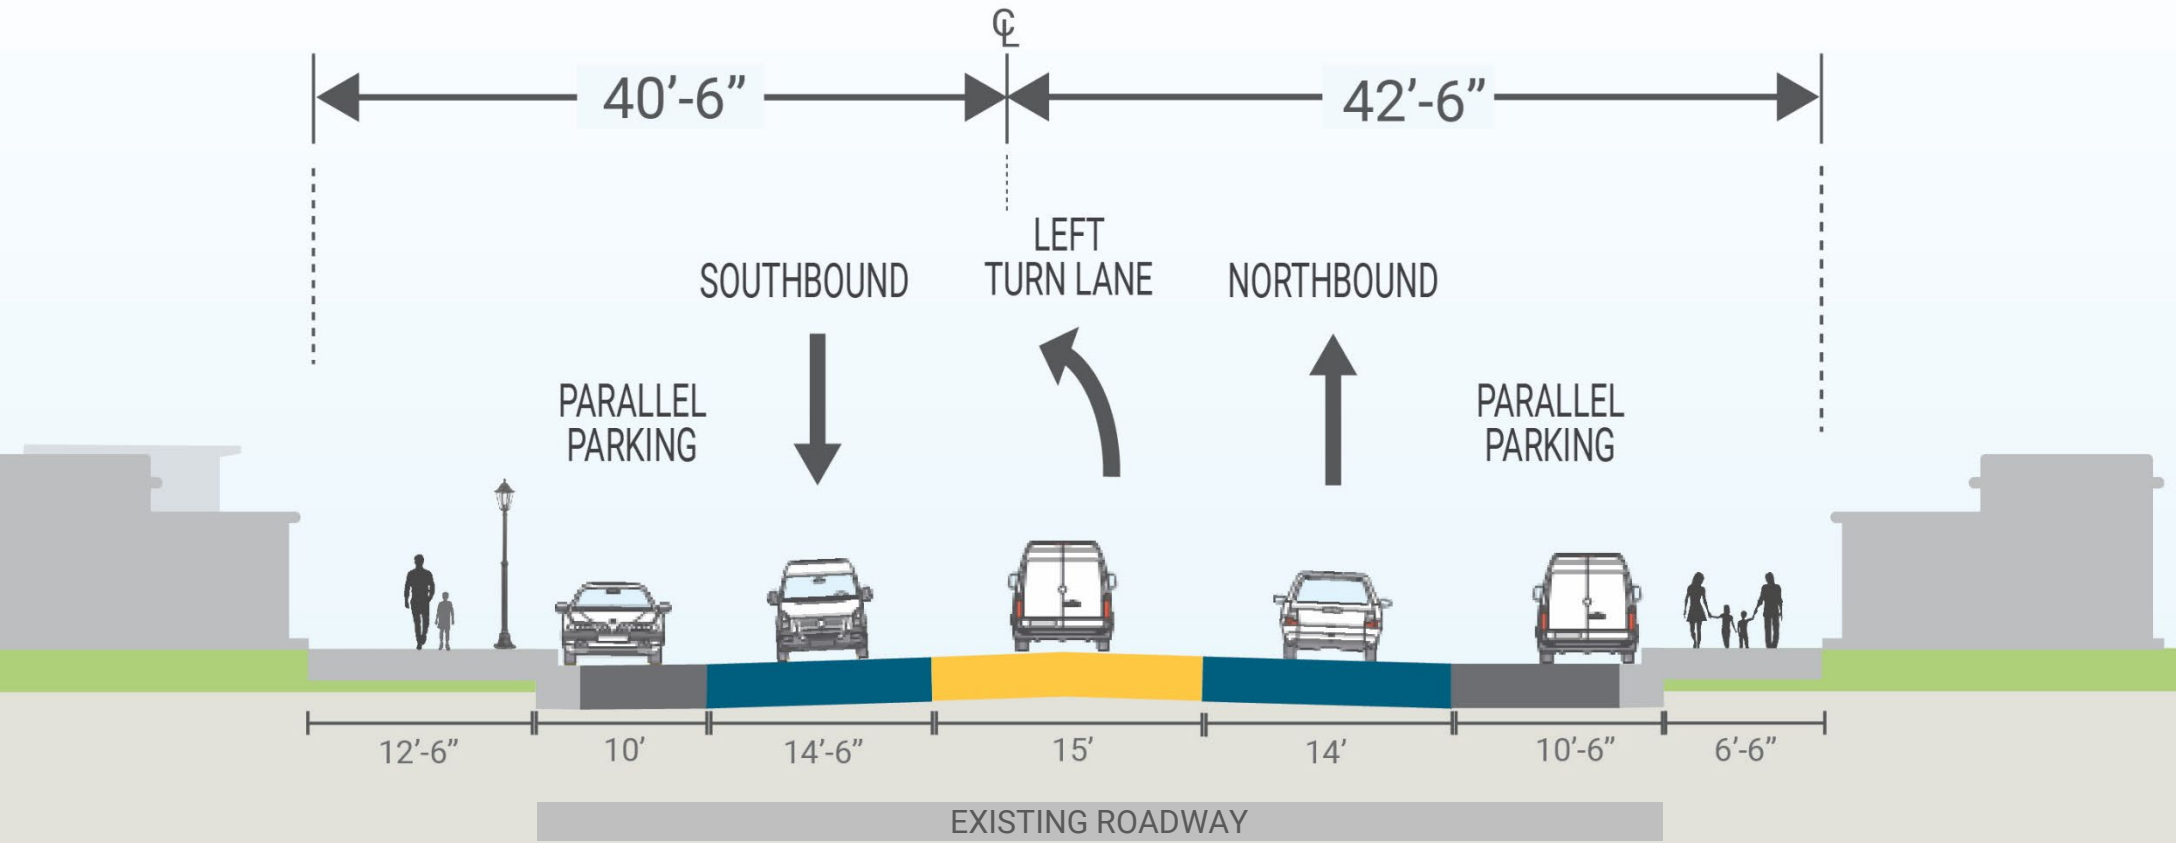 ℄
40’-6” 42’-6”
LEFT
TURN LANE
SOUTHBOUND
NORTHBOUND
PARALLEL
PARKING
PARALLEL
PARKING
12’-6” 10’ 14’-6” 15’ 14’ 10’-6” 6’-6”
EXISTING ROADWAY